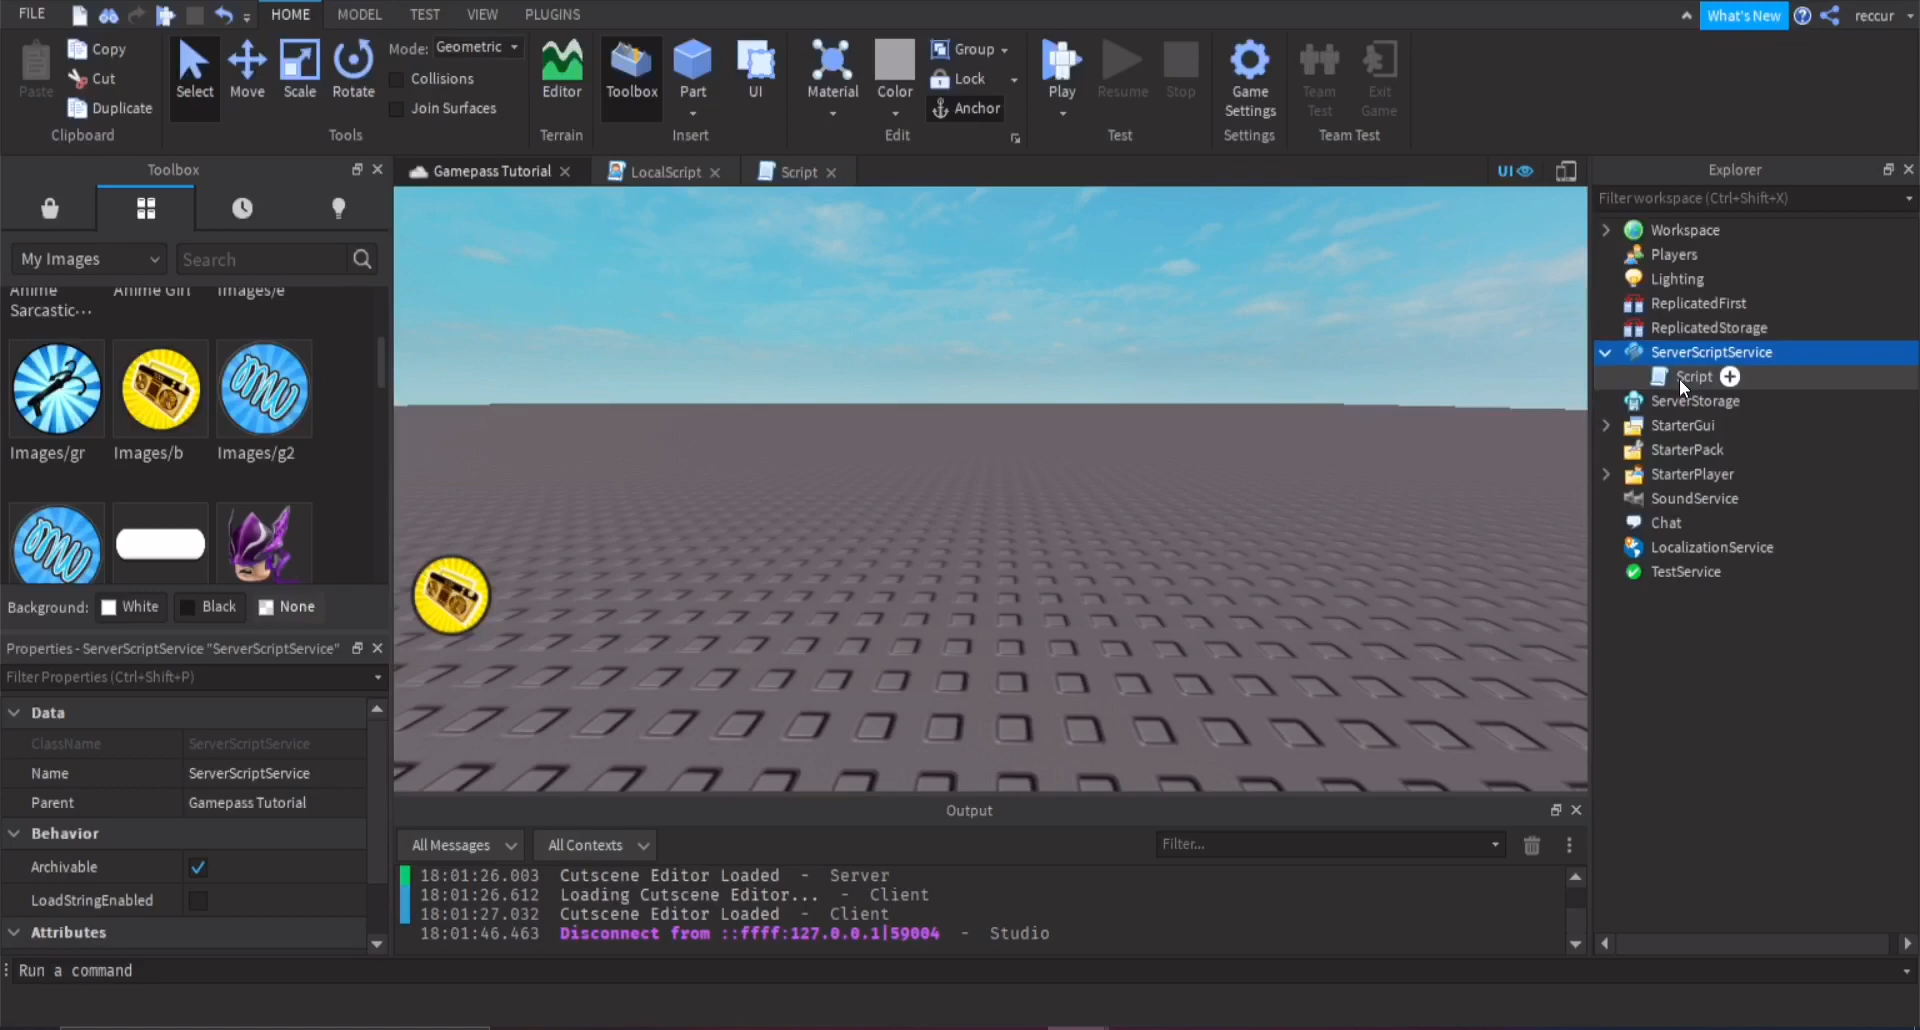 FILE
HOME
MODEL
TEST
VIEW
PLUGINS
What's New
reccur
Paste
Copy
Cut
Duplicate
Clipboard
Select
Move
Scale
Rotate
Mode: Geometric
Collisions
Join Surfaces
Tools
Editor
Terrain
Toolbox
Part
UI
Insert
Material
Color
Group
Lock
Anchor
Edit
Play
Resume
Stop
Test
Game Settings
Settings
Team Test
Exit Game
Team Test
Toolbox
My Images
Search
Anime Sarcastic...
Anime Girl
Images/e
Images/gr
Images/b
Images/g2
Background: White Black None
Properties - ServerScriptService "ServerScriptService"
Filter Properties (Ctrl+Shift+P)
Data
ClassName ServerScriptService
Name ServerScriptService
Parent Gamepass Tutorial
Behavior
Archivable
LoadStringEnabled
Attributes
Gamepass Tutorial
LocalScript
Script
UI
Output
All Messages
All Contexts
Filter...
18:01:26.003 Cutscene Editor Loaded - Server
18:01:26.612 Loading Cutscene Editor... - Client
18:01:27.032 Cutscene Editor Loaded - Client
18:01:46.463 Disconnect from ::ffff:127.0.0.1|59004 - Studio
Explorer
Filter workspace (Ctrl+Shift+X)
Workspace
Players
Lighting
ReplicatedFirst
ReplicatedStorage
ServerScriptService
Script
ServerStorage
StarterGui
StarterPack
StarterPlayer
SoundService
Chat
LocalizationService
TestService
Run a command